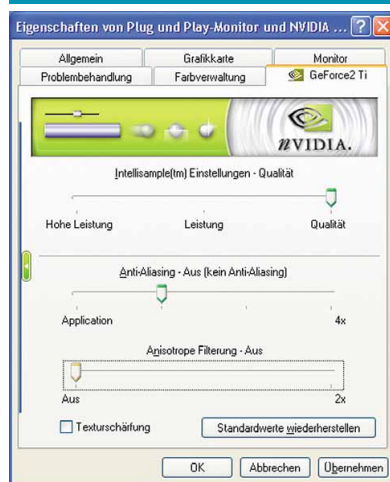 Eigenschaften von Plug und Play-Monitor und NVIDIA ...
Allgemein Grafikkarte Monitor
Problembehandlung Farbverwaltung GeForce2 Ti
nVIDIA.
Intellisample(tm) Einstellungen - Qualität
Hohe Leistung Leistung Qualität
Anti-Aliasing - Aus (kein Anti-Aliasing)
Application 4x
Anisotrope Filterung - Aus
Aus 2x
Texturschärfung Standardwerte wiederherstellen
OK Abbrechen Übernehmen